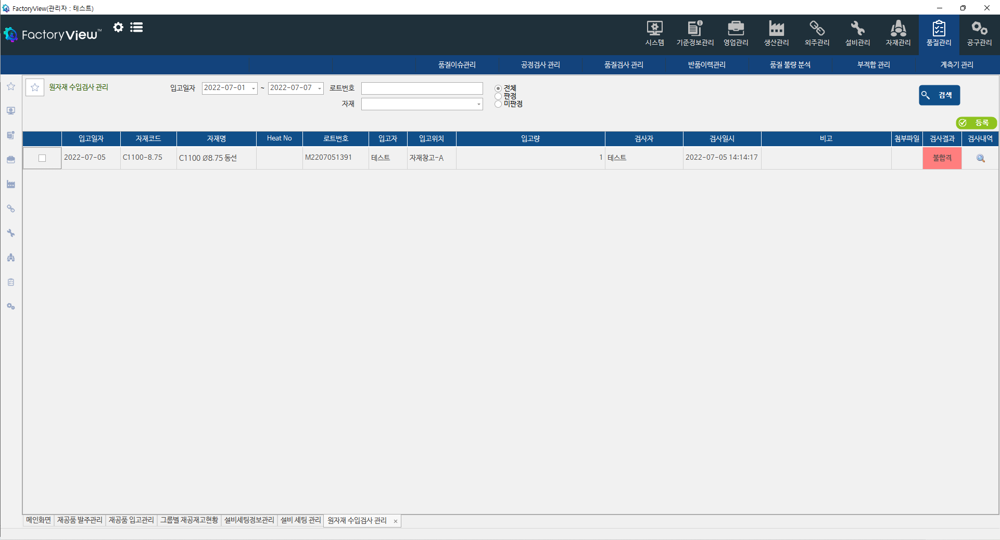 FactoryView(관리자 : 테스트)
FactoryView™
시스템 기준정보관리 영업관리 생산관리 외주관리 설비관리 자재관리 품질관리 공구관리
품질이슈관리 공정검사 관리 품질검사 관리 반품이력관리 품질 불량 분석 부적합 관리 계측기 관리
원자재 수입검사 관리 입고일자 2022-07-01 ~ 2022-07-07 로트번호 전체
판정
자재 미판정
검색
등록
입고일자 자재코드 자재명 Heat No 로트번호 입고자 입고위치 입고량 검사자 검사일시 비고 첨부파일 검사결과 검사내역
2022-07-05 C1100-8.75 C1100 Ø8.75 동선 M2207051391 테스트 자재창고-A 1 테스트 2022-07-05 14:14:17 불합격
메인화면 재공품 발주관리 재공품 입고관리 그룹별 재공재고현황 설비세팅정보관리 설비 세팅 관리 원자재 수입검사 관리 ×